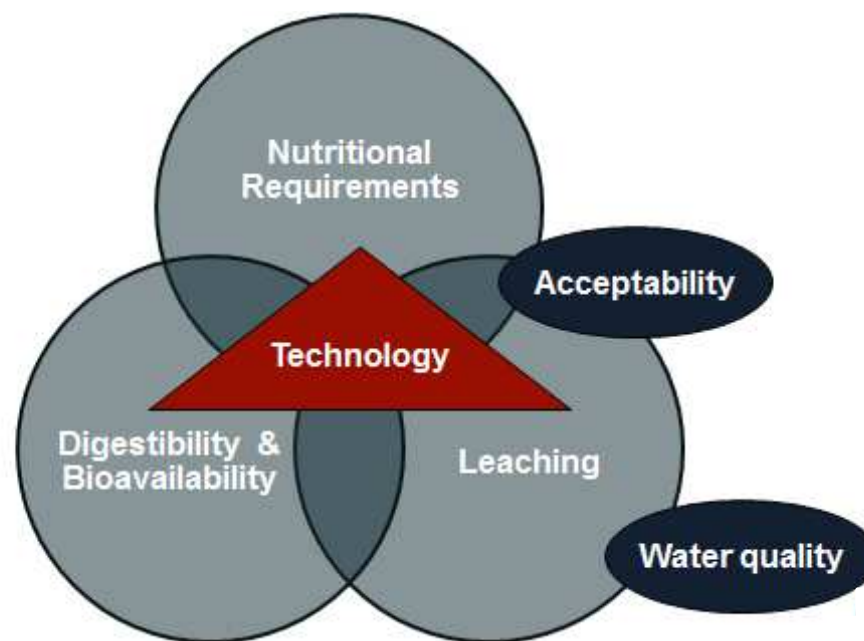 Nutritional
Requirements
Acceptability
Technology
Digestibility &
Bioavailability
Leaching
Water quality